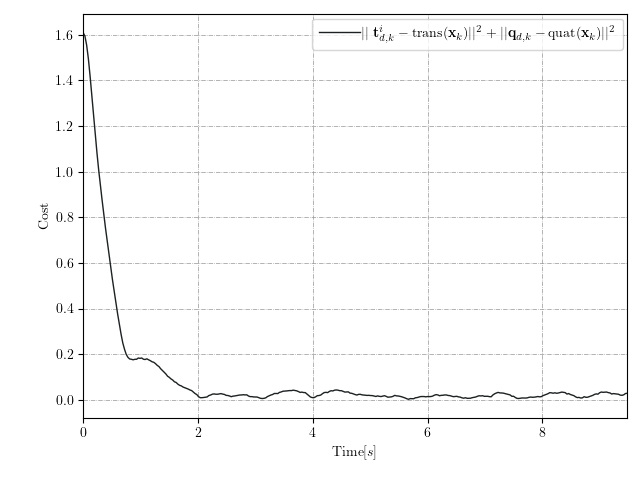 || t^i_{d,k} − trans(x_k)||² + ||q_{d,k} − quat(x_k)||²
1.6
1.4
1.2
1.0
0.8
0.6
0.4
0.2
0.0
Cost
0 2 4 6 8
Time[s]